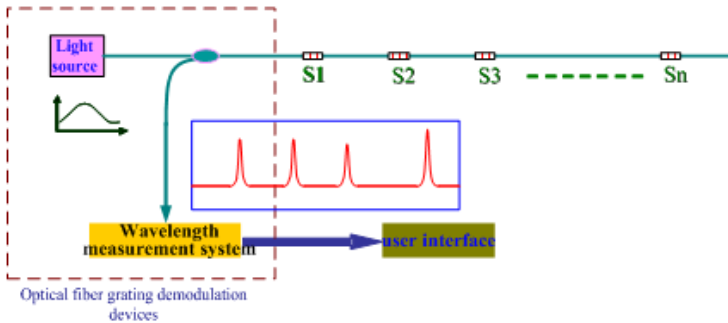 Light
source
S1
S2
S3
Sn
Wavelength
measurement system
user interface
Optical fiber grating demodulation
devices